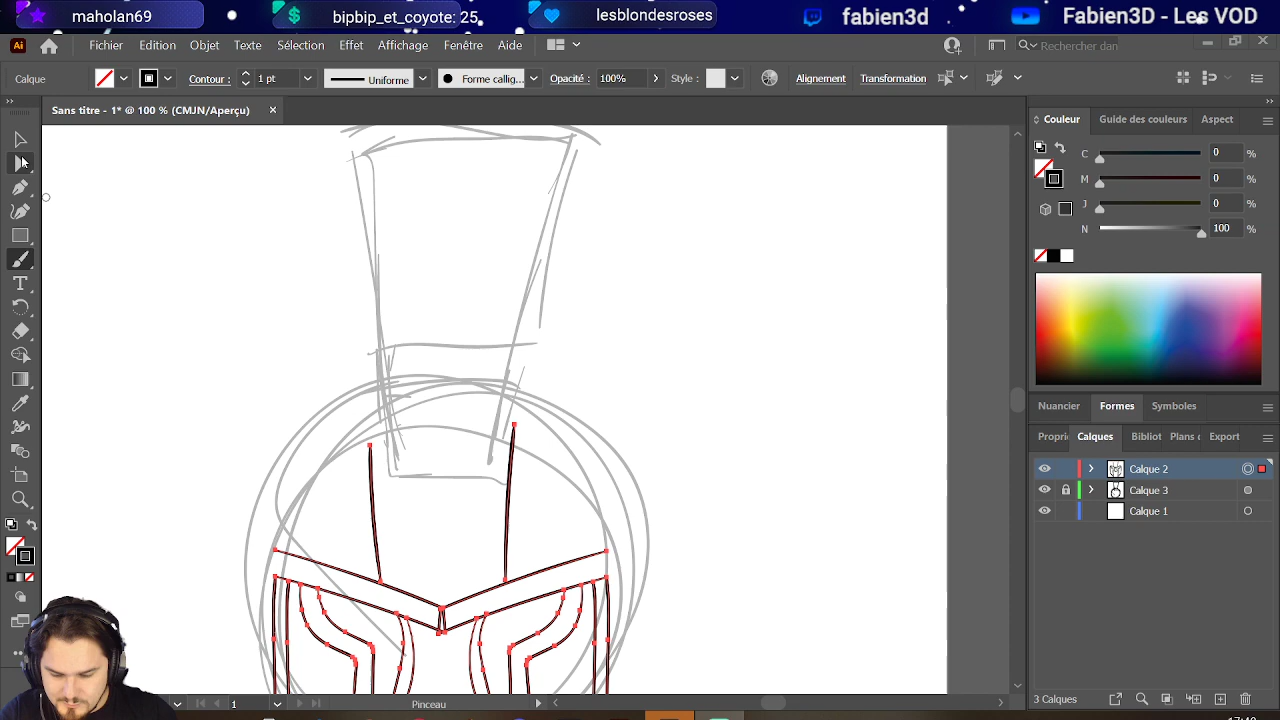 maholan69
bipbip_et_coyote: 25
lesblondesroses
fabien3d
Fabien3D - Les VOD
Ai
Fichier Edition Objet Texte Sélection Effet Affichage Fenêtre Aide
Rechercher dan
Calque
Contour : 1 pt
Uniforme
Forme callig...
Opacité : 100%
Style :
Alignement
Transformation
Sans titre - 1* @ 100 % (CMJN/Aperçu) ×
Couleur Guide des couleurs Aspect
C 0 %
M 0 %
J 0 %
N 100 %
Nuancier Formes Symboles
Propri Calques Bibliot Plans c Export
Calque 2
Calque 3
Calque 1
3 Calques
1
Pinceau